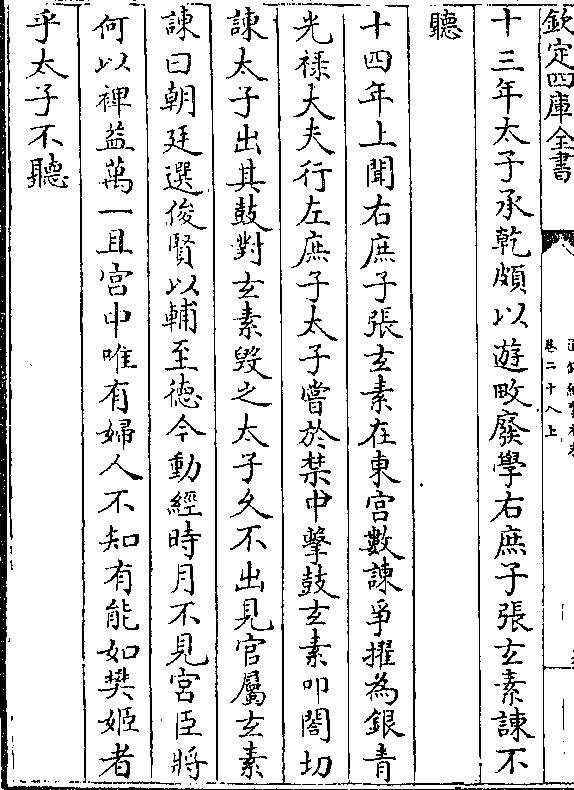 欽定四庫全書
卷二十八上
十三年太子承乾頗以遊畋廢學右庶子張玄素諫不
聽
十四年上聞右庶子張玄素在東宫數諫爭擢為銀青
光祿大夫行左庶子太子嘗於禁中擊鼓玄素叩閤切
諫太子出其鼓對玄素毁之太子乆不出見官屬玄素
諫曰朝廷選俊賢以輔至德今動經時月不見宮臣將
何以裨益萬一且宫中唯有婦人不知有能如樊姬者
乎太子不聽